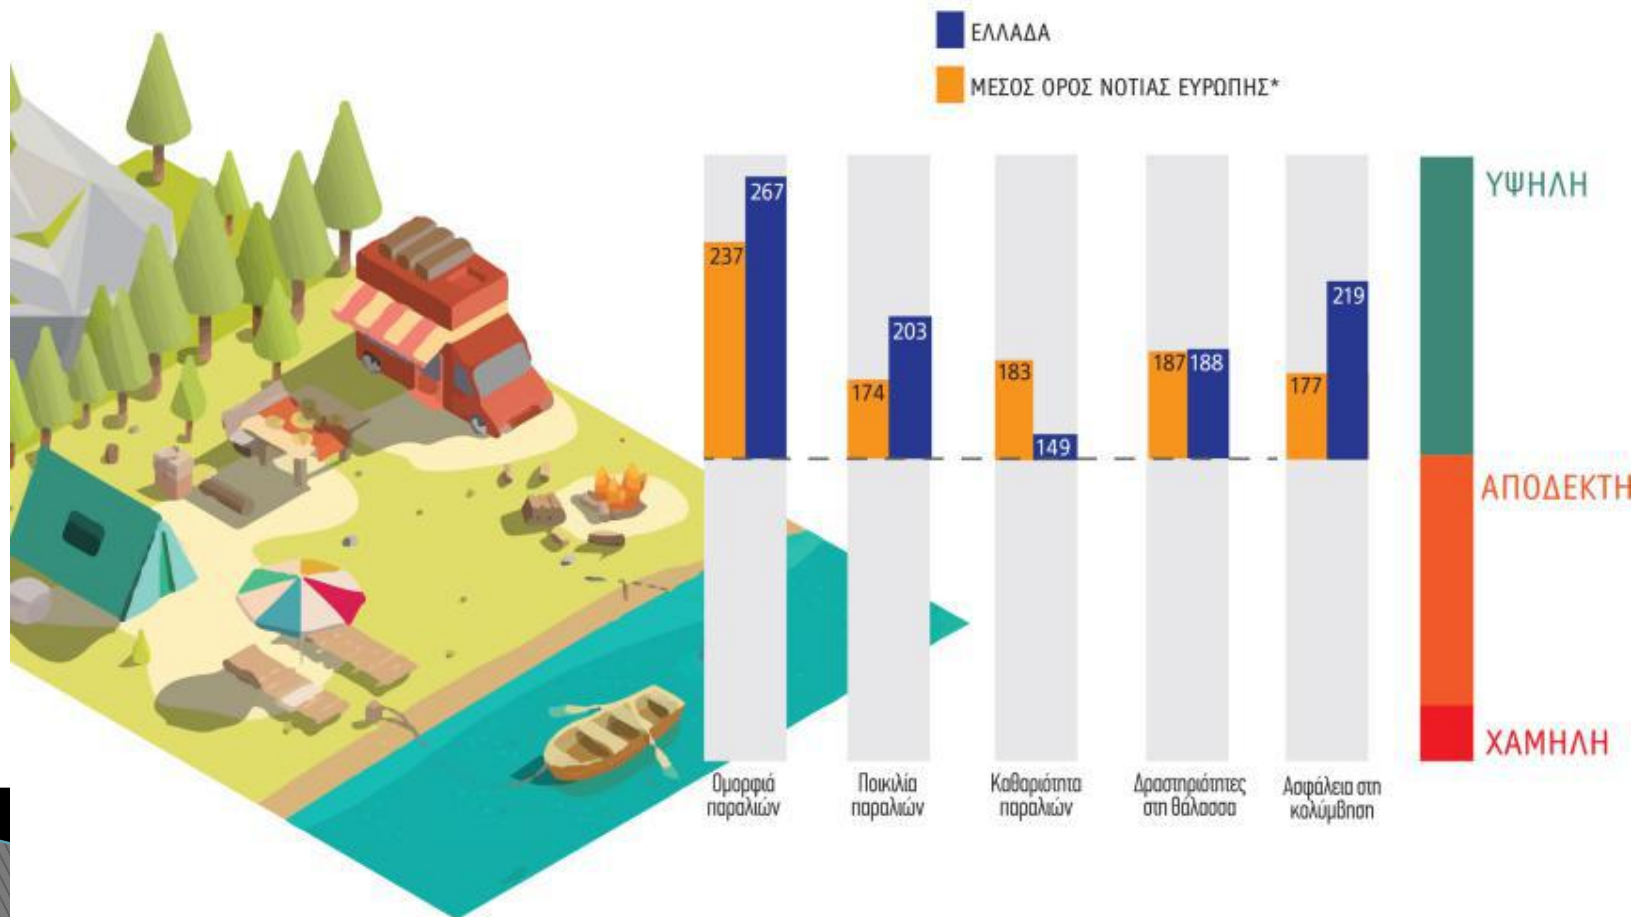 ΕΛΛΑΔΑ
ΜΕΣΟΣ ΟΡΟΣ ΝΟΤΙΑΣ ΕΥΡΩΠΗΣ*
267
237
203
174
183
149
187
188
219
177
ΥΨΗΛΗ
ΑΠΟΔΕΚΤΗ
ΧΑΜΗΛΗ
Ομορφιά
παραλιών
Ποικιλία
παραλιών
Καθαριότητα
παραλιών
Δραστηριότητες
στη θάλασσα
Ασφάλεια στη
κολύμβηση